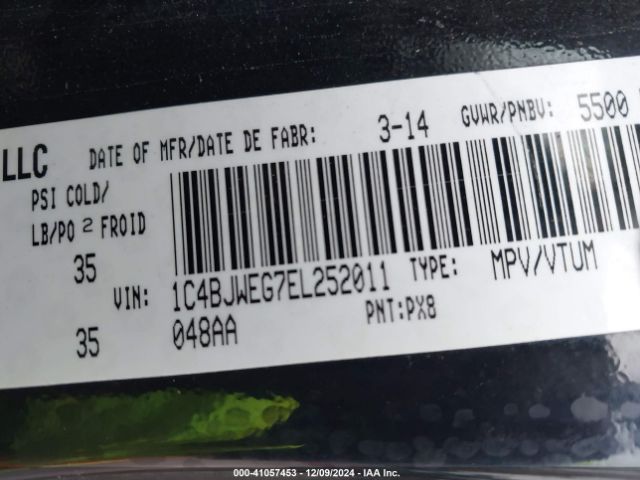 LLC DATE OF MFR/DATE DE FABR: 3-14 GVWR/PNBV: 5500
PSI COLD/
LB/PO 2 FROID
35
VIN: 1C4BJWEG7EL252011 TYPE: MPV/VTUM
35 048AA PNT:PX8
000-41057453 - 12/09/2024 - IAA Inc.